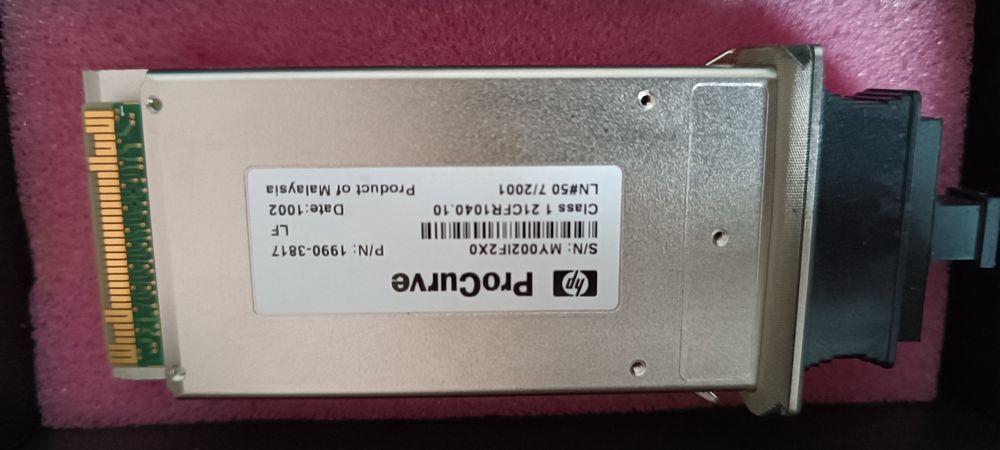 hp ProCurve
S/N: MY002IF2X0 P/N: 1990-3817
LF
Class 1 21CFR1040.10 Date:1002
LN#50 7/2001 Product of Malaysia